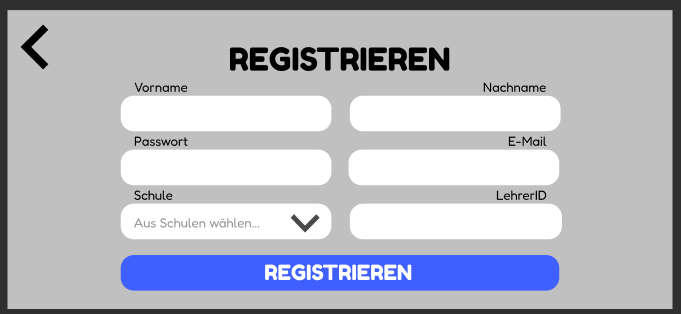 REGISTRIEREN
Vorname Nachname
Passwort E-Mail
Schule LehrerID
Aus Schulen wählen...
REGISTRIEREN